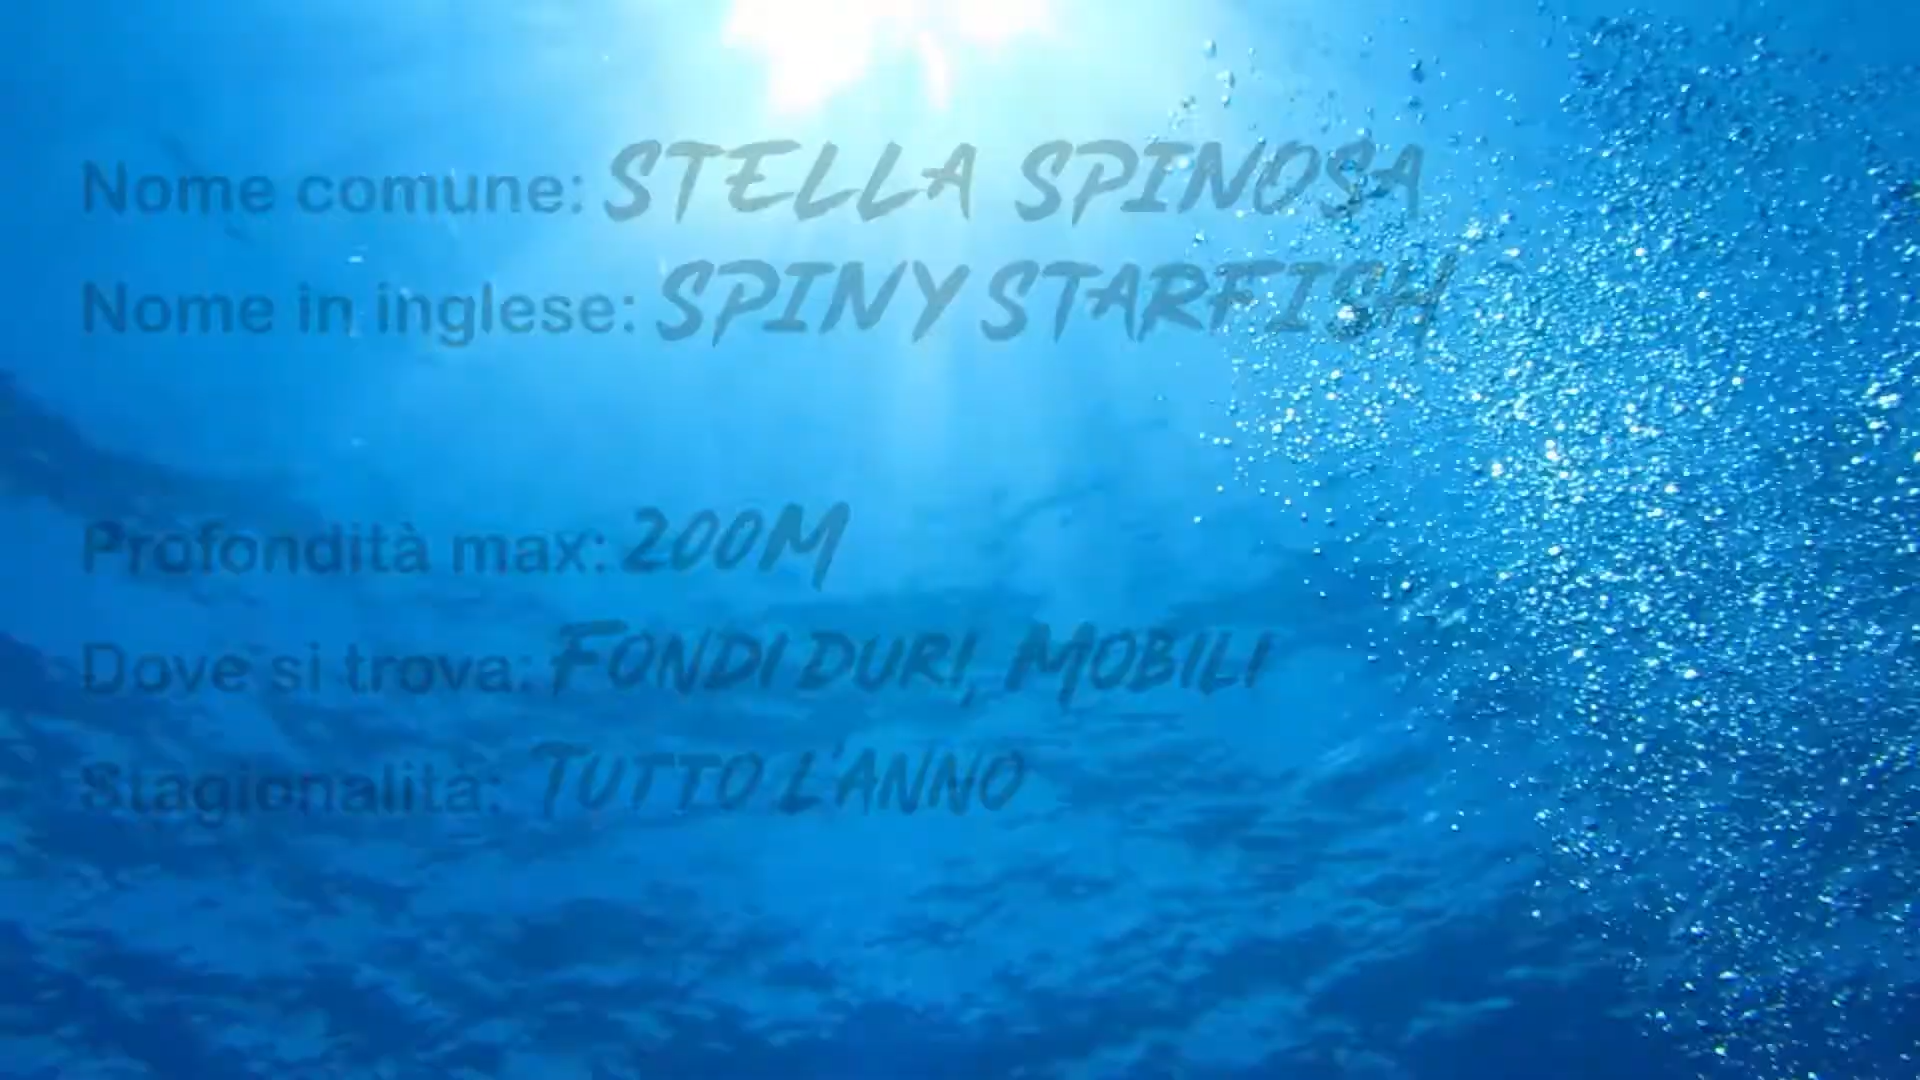 Nome comune: STELLA SPINOSA
Nome in inglese: SPINY STARFISH
Profondità max: 200M
Dove si trova: FONDI DURI, MOBILI
Stagionalità: TUTTO L'ANNO